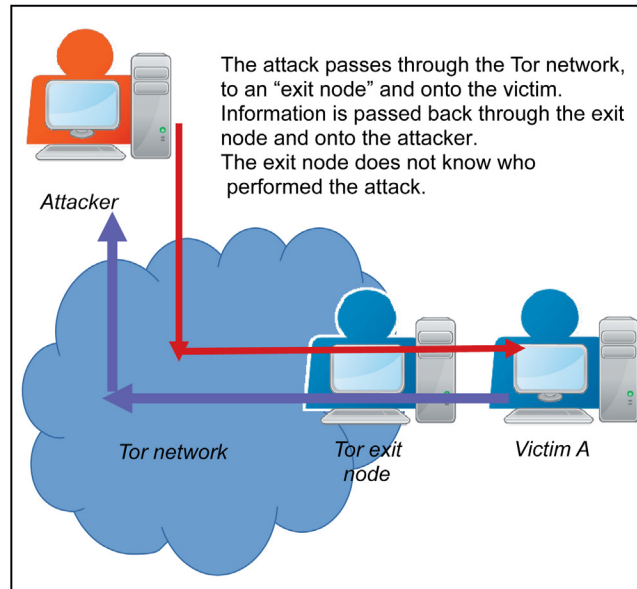 The attack passes through the Tor network,
to an “exit node” and onto the victim.
Information is passed back through the exit
node and onto the attacker.
The exit node does not know who
performed the attack.
Attacker
Tor network
Tor exit
node
Victim A